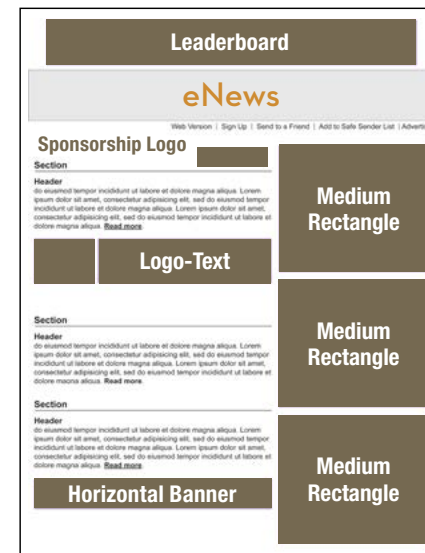 Leaderboard
eNews
Web Version | Sign Up | Send to a Friend | Add to Safe Sender List | Adverti
Sponsorship Logo
Section
Header
do eiusmod tempor incididunt ut labore et dolore magna aliqua. Lorem
ipsum dolor sit amet, consectetur adipisicing elit, sed do eiusmod tempor
incididunt ut labore et dolore magna aliqua. Lorem ipsum dolor sit amet,
consectetur adipisicing elit, sed do eiusmod tempor incididunt ut labore et
dolore magna aliqua. Read more.
Medium
Rectangle
Logo-Text
Section
Header
do eiusmod tempor incididunt ut labore et dolore magna aliqua. Lorem
ipsum dolor sit amet, consectetur adipisicing elit, sed do eiusmod tempor
incididunt ut labore et dolore magna aliqua. Lorem ipsum dolor sit amet,
consectetur adipisicing elit, sed do eiusmod tempor incididunt ut labore et
dolore magna aliqua. Read more.
Medium
Rectangle
Section
Header
do eiusmod tempor incididunt ut labore et dolore magna aliqua. Lorem
ipsum dolor sit amet, consectetur adipisicing elit, sed do eiusmod tempor
incididunt ut labore et dolore magna aliqua. Lorem ipsum dolor sit amet,
consectetur adipisicing elit, sed do eiusmod tempor incididunt ut labore et
dolore magna aliqua. Read more.
Medium
Rectangle
Horizontal Banner